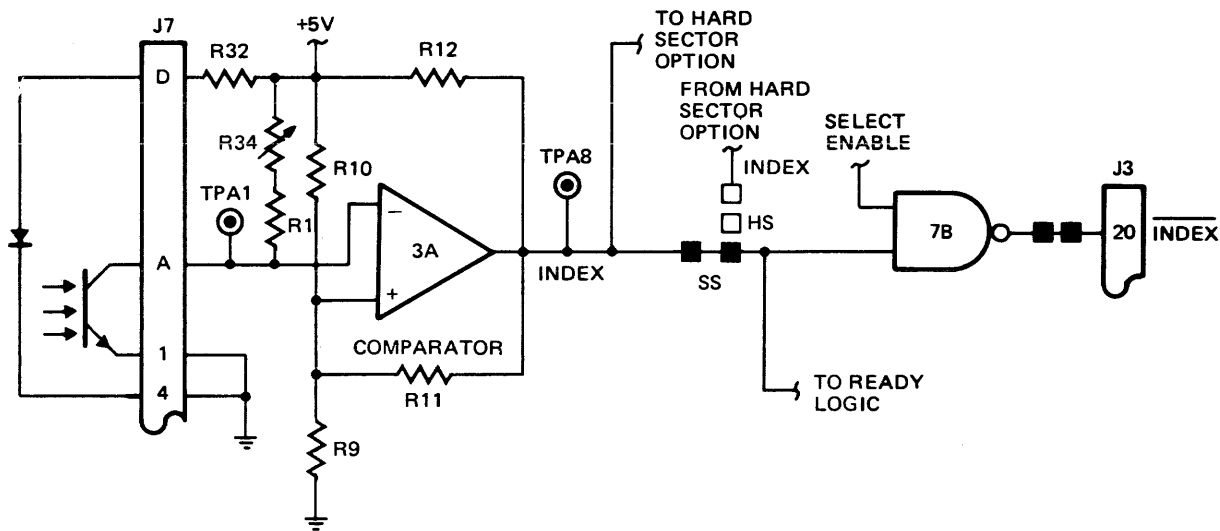 J7
+5V
R32
R12
TO HARD
SECTOR
OPTION
D
FROM HARD
SECTOR
OPTION
SELECT
ENABLE
R34
R10
TPA1
TPA8
INDEX
J3
R1
−
HS
3A
7B
20
INDEX
A
INDEX
SS
+
COMPARATOR
1
R11
4
TO READY
LOGIC
R9